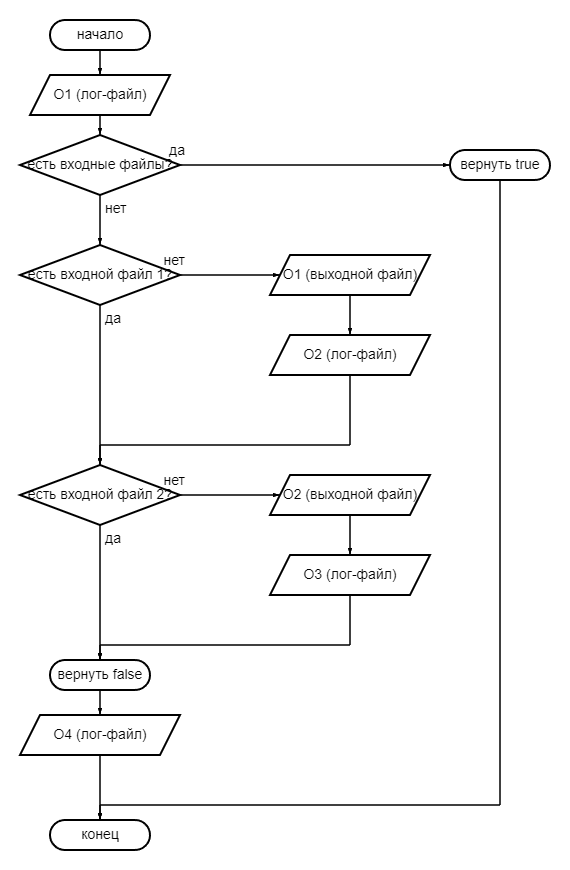 начало
O1 (лог-файл)
да
есть входные файлы?
вернуть true
нет
нет
есть входной файл 1?
O1 (выходной файл)
да
O2 (лог-файл)
нет
есть входной файл 2?
O2 (выходной файл)
да
O3 (лог-файл)
вернуть false
O4 (лог-файл)
конец